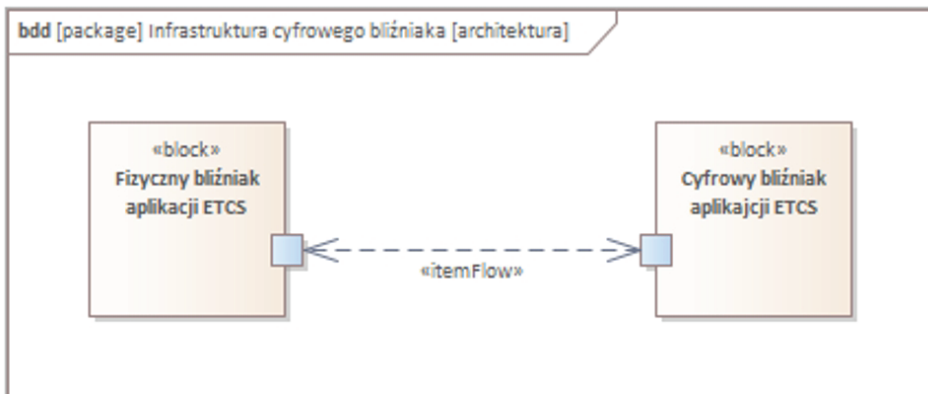 bdd [package] Infrastruktura cyfrowego bliźniaka [architektura]
«block»
Fizyczny bliźniak
aplikacji ETCS
«block»
Cyfrowy bliźniak
aplikajcji ETCS
«itemFlow»